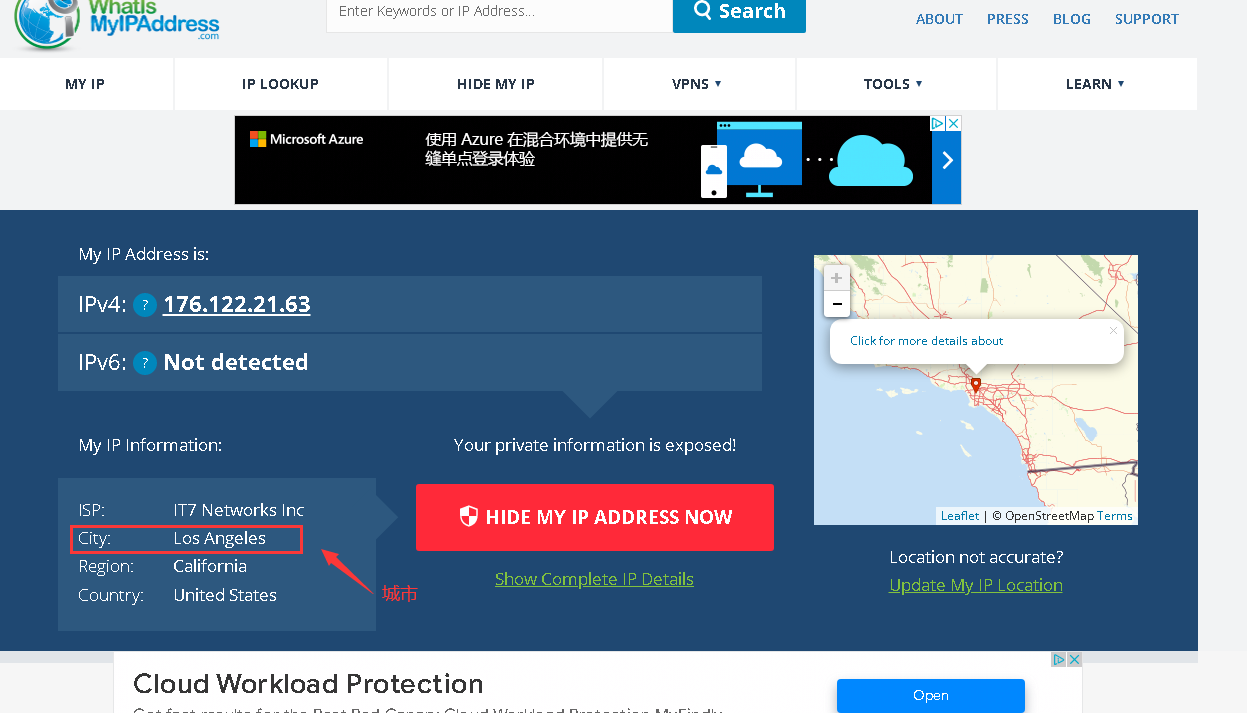 WhatIs
MyIPAddress
.com
Enter Keywords or IP Address...
Search
ABOUT PRESS BLOG SUPPORT
MY IP IP LOOKUP HIDE MY IP VPNS ▼ TOOLS ▼ LEARN ▼
Microsoft Azure
使用 Azure 在混合环境中提供无
缝单点登录体验
My IP Address is:
IPv4: ? 176.122.21.63
IPv6: ? Not detected
My IP Information:
ISP: IT7 Networks Inc
City: Los Angeles
Region: California
Country: United States
城市
Your private information is exposed!
HIDE MY IP ADDRESS NOW
Show Complete IP Details
+
−
Click for more details about
×
Leaflet | © OpenStreetMap Terms
Location not accurate?
Update My IP Location
Cloud Workload Protection
Open